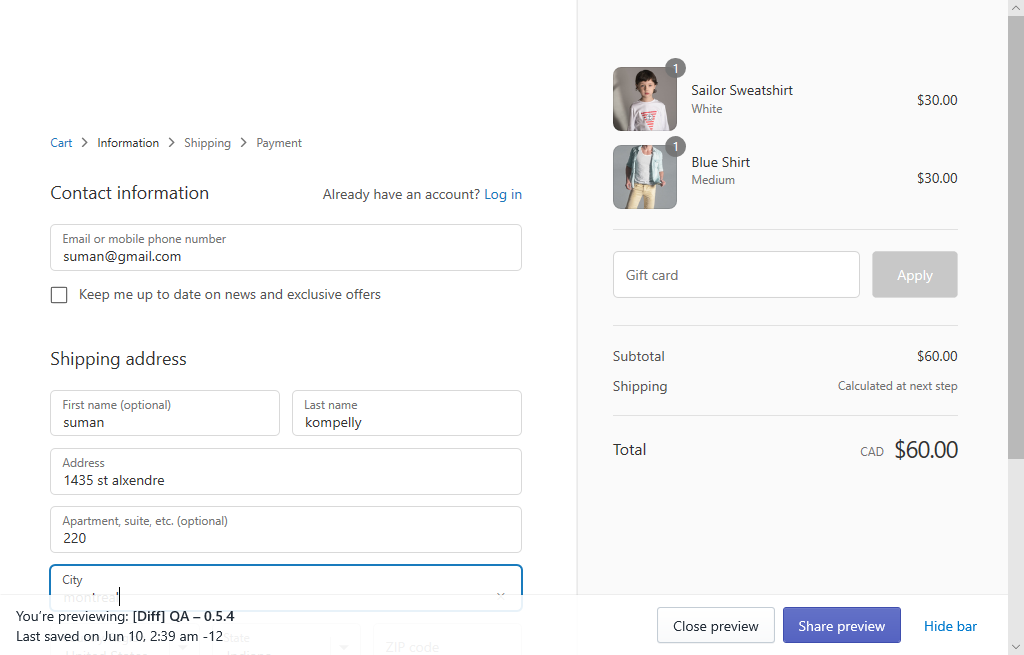 Cart > Information > Shipping > Payment
Contact information
Already have an account? Log in
Email or mobile phone number
suman@gmail.com
Keep me up to date on news and exclusive offers
Shipping address
First name (optional)
suman
Last name
kompelly
Address
1435 st alxendre
Apartment, suite, etc. (optional)
220
City
montreal
State
ZIP code
United States
Indiana
You're previewing: [Diff] QA – 0.5.4
Last saved on Jun 10, 2:39 am -12
Close preview
Share preview
Hide bar
1
Sailor Sweatshirt
White
$30.00
1
Blue Shirt
Medium
$30.00
Gift card
Apply
Subtotal
$60.00
Shipping
Calculated at next step
Total
CAD $60.00